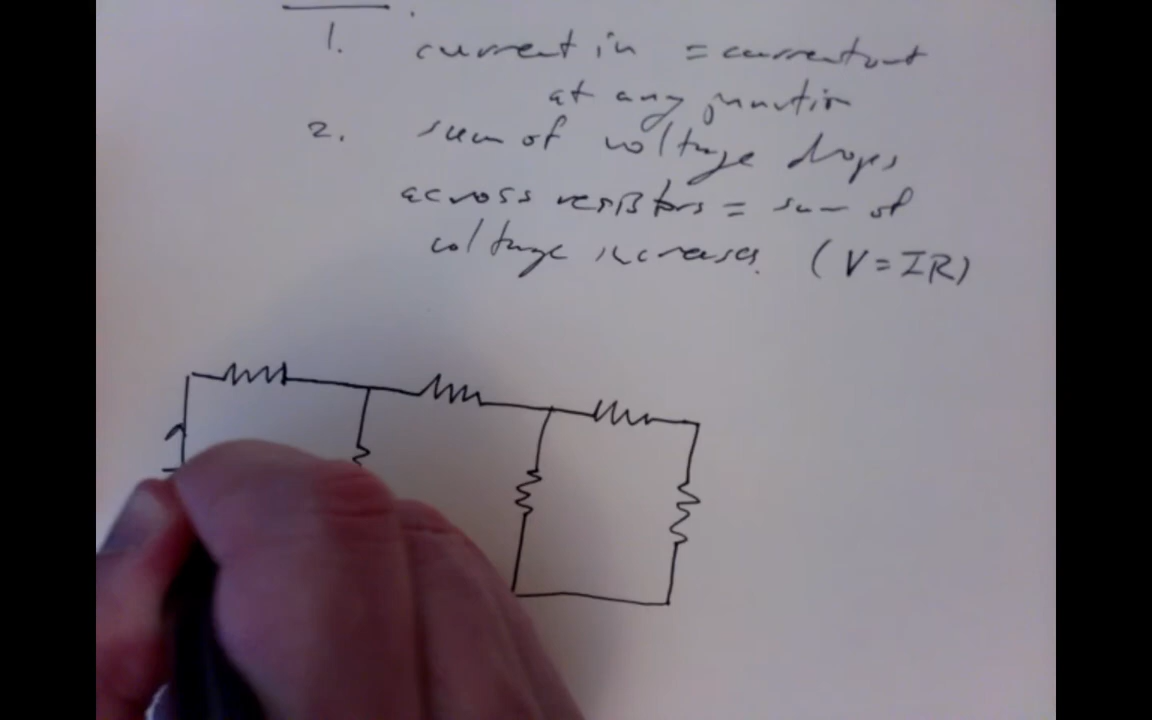 1. current in = current out
at any junction
2. sum of voltage drops
across resistors = sum of
voltage increases. (V=IR)